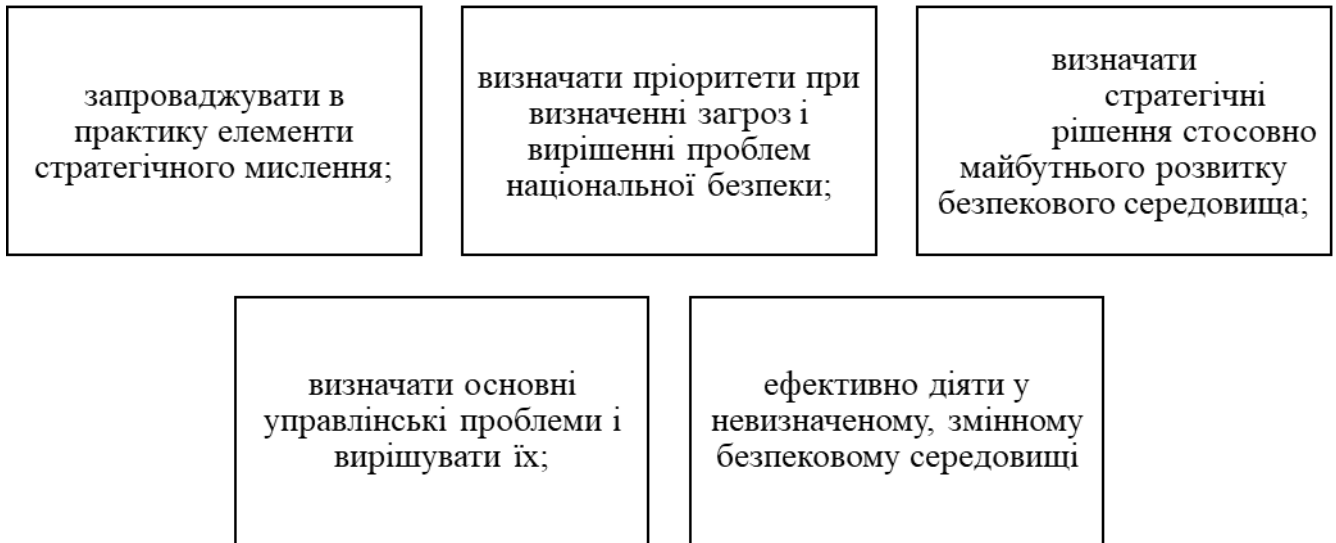 запроваджувати в
практику елементи
стратегічного мислення;
визначати пріоритети при
визначенні загроз і
вирішенні проблем
національної безпеки;
визначати
стратегічні
рішення стосовно
майбутнього розвитку
безпекового середовища;
визначати основні
управлінські проблеми і
вирішувати їх;
ефективно діяти у
невизначеному, змінному
безпековому середовищі